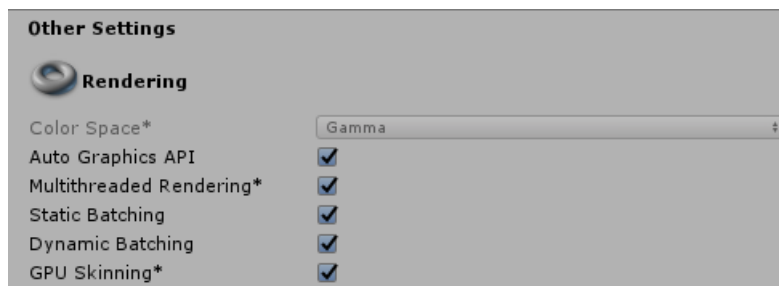 Other Settings
Rendering
Color Space* Gamma
Auto Graphics API
Multithreaded Rendering*
Static Batching
Dynamic Batching
GPU Skinning*